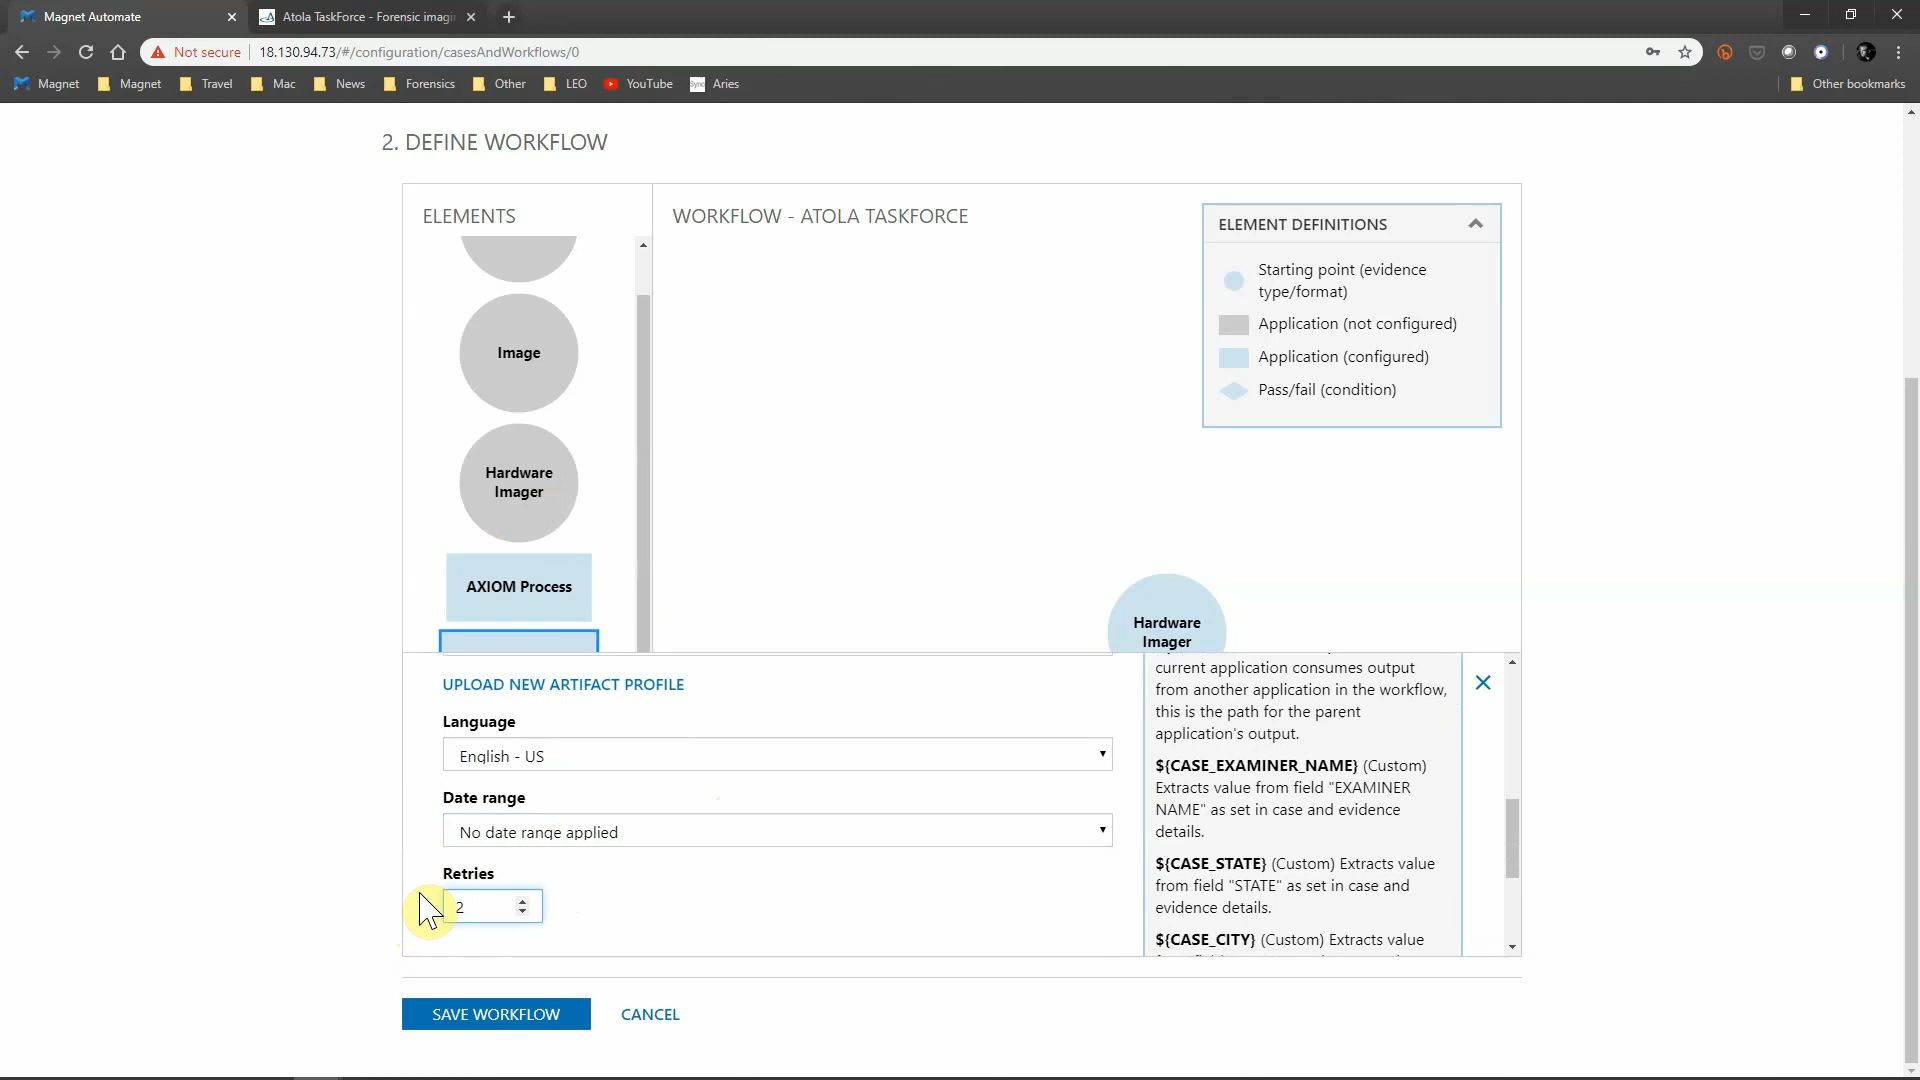 Magnet Automate
Atola TaskForce - Forensic imagi
Not secure
18.130.94.73/#/configuration/casesAndWorkflows/0
Magnet
Magnet
Travel
Mac
News
Forensics
Other
LEO
YouTube
Sync Aries
Other bookmarks
2. DEFINE WORKFLOW
ELEMENTS
WORKFLOW - ATOLA TASKFORCE
ELEMENT DEFINITIONS
Starting point (evidence
type/format)
Application (not configured)
Application (configured)
Pass/fail (condition)
Image
Hardware
Imager
AXIOM Process
Hardware
Imager
UPLOAD NEW ARTIFACT PROFILE
Language
English - US
Date range
No date range applied
Retries
2
current application consumes output
from another application in the workflow,
this is the path for the parent
application's output.
${CASE_EXAMINER_NAME} (Custom)
Extracts value from field "EXAMINER
NAME" as set in case and evidence
details.
${CASE_STATE} (Custom) Extracts value
from field "STATE" as set in case and
evidence details.
${CASE_CITY} (Custom) Extracts value
SAVE WORKFLOW
CANCEL